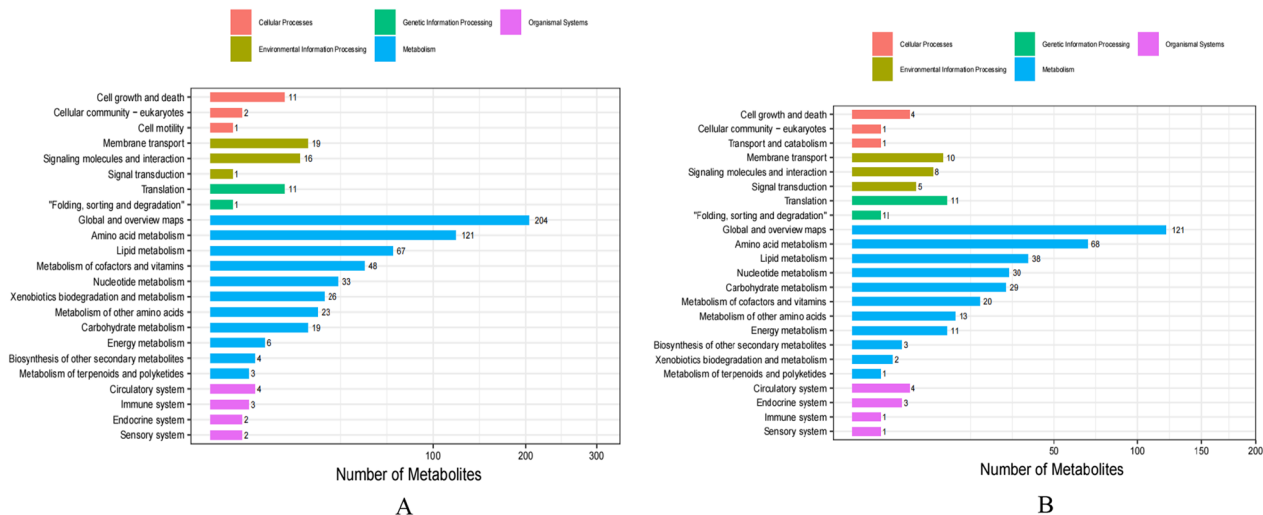 Cellular Processes Genetic Information Processing Organismal Systems
Environmental Information Processing Metabolism
Cell growth and death 11
Cellular community − eukaryotes 2
Cell motility 1
Membrane transport 19
Signaling molecules and interaction 16
Signal transduction 1
Translation 11
"Folding, sorting and degradation" 1
Global and overview maps 204
Amino acid metabolism 121
Lipid metabolism 67
Metabolism of cofactors and vitamins 48
Nucleotide metabolism 33
Xenobiotics biodegradation and metabolism 26
Metabolism of other amino acids 23
Carbohydrate metabolism 19
Energy metabolism 6
Biosynthesis of other secondary metabolites 4
Metabolism of terpenoids and polyketides 3
Circulatory system 4
Immune system 3
Endocrine system 2
Sensory system 2
100 200 300
Number of Metabolites
A
Cellular Processes Genetic Information Processing Organismal Systems
Environmental Information Processing Metabolism
Cell growth and death 4
Cellular community − eukaryotes 1
Transport and catabolism 1
Membrane transport 10
Signaling molecules and interaction 8
Signal transduction 5
Translation 11
"Folding, sorting and degradation" 1
Global and overview maps 121
Amino acid metabolism 68
Lipid metabolism 38
Nucleotide metabolism 30
Carbohydrate metabolism 29
Metabolism of cofactors and vitamins 20
Metabolism of other amino acids 13
Energy metabolism 11
Biosynthesis of other secondary metabolites 3
Xenobiotics biodegradation and metabolism 2
Metabolism of terpenoids and polyketides 1
Circulatory system 4
Endocrine system 3
Immune system 1
Sensory system 1
50 100 150 200
Number of Metabolites
B